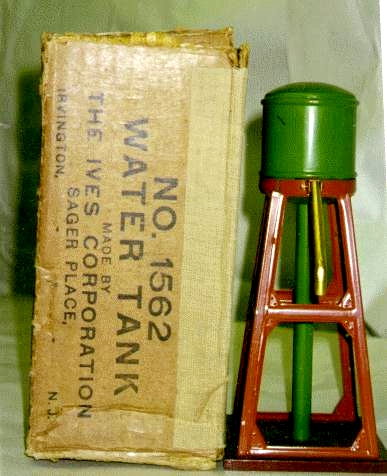 NO. 1562
WATER TANK
MADE BY
THE IVES CORPORATION
SAGER PLACE,
IRVINGTON, N.J.